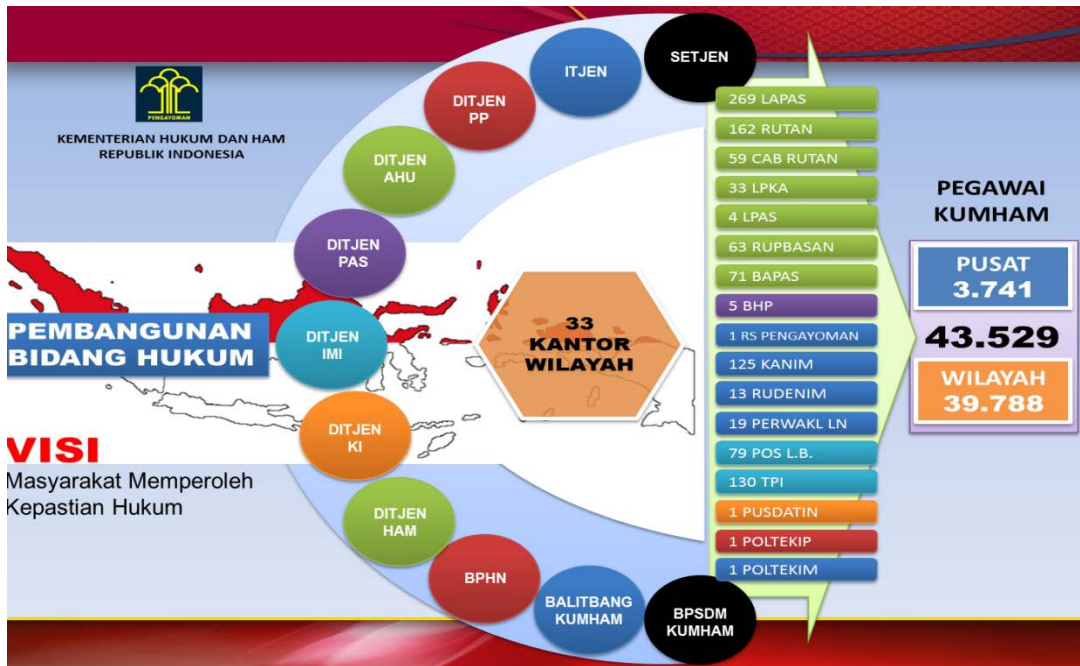 PENGAYOMAN
KEMENTERIAN HUKUM DAN HAM
REPUBLIK INDONESIA
PEMBANGUNAN
BIDANG HUKUM
VISI
Masyarakat Memperoleh
Kepastian Hukum
SETJEN
ITJEN
DITJEN
PP
DITJEN
AHU
DITJEN
PAS
DITJEN
IMI
DITJEN
KI
DITJEN
HAM
BPHN
BALITBANG
KUMHAM
BPSDM
KUMHAM
33
KANTOR
WILAYAH
269 LAPAS
162 RUTAN
59 CAB RUTAN
33 LPKA
4 LPAS
63 RUPBASAN
71 BAPAS
5 BHP
1 RS PENGAYOMAN
125 KANIM
13 RUDENIM
19 PERWAKL LN
79 POS L.B.
130 TPI
1 PUSDATIN
1 POLTEKIP
1 POLTEKIM
PEGAWAI
KUMHAM
PUSAT
3.741
43.529
WILAYAH
39.788